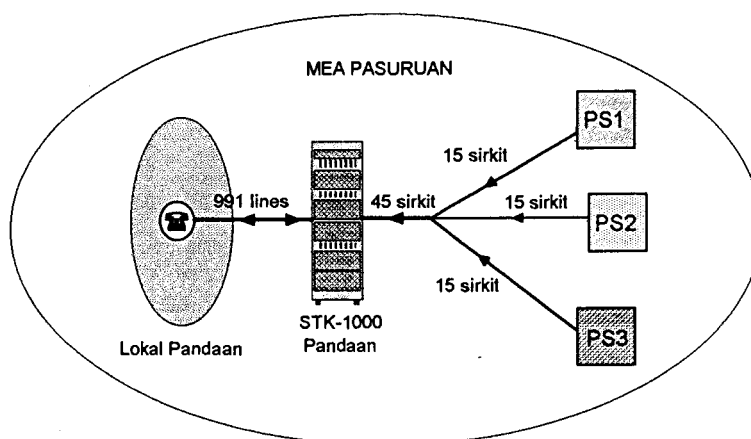 MEA PASURUAN
PS1
15 sirkit
991 lines
45 sirkit
15 sirkit
PS2
15 sirkit
STK-1000
Pandaan
Lokal Pandaan
PS3